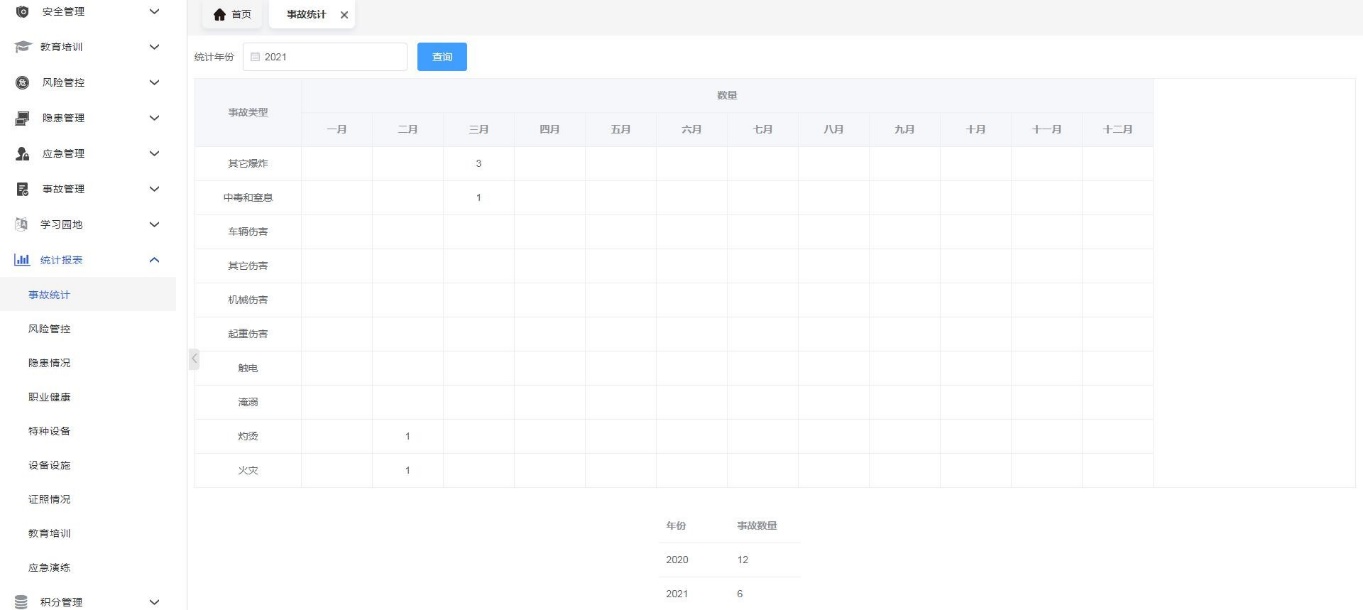 安全管理
教育培训
风险管控
隐患管理
应急管理
事故管理
学习园地
统计报表
事故统计
风险管控
隐患情况
职业健康
特种设备
设备设施
证照情况
教育培训
应急演练
积分管理
首页 事故统计
统计年份 2021 查询
事故类型 数量
一月 二月 三月 四月 五月 六月 七月 八月 九月 十月 十一月 十二月
其它爆炸 3
中毒和窒息 1
车辆伤害
其它伤害
机械伤害
起重伤害
触电
淹溺
灼烫 1
火灾 1
年份 事故数量
2020 12
2021 6